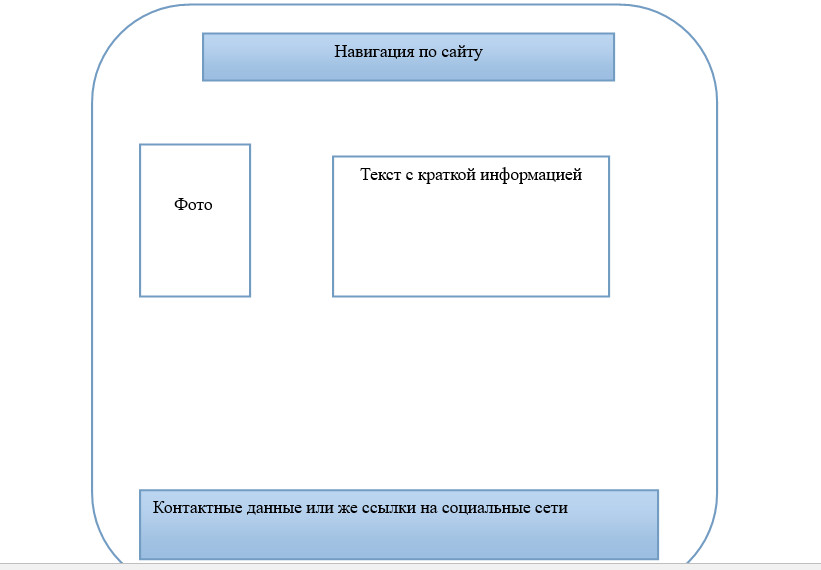 Навигация по сайту
Фото
Текст с краткой информацией
Контактные данные или же ссылки на социальные сети